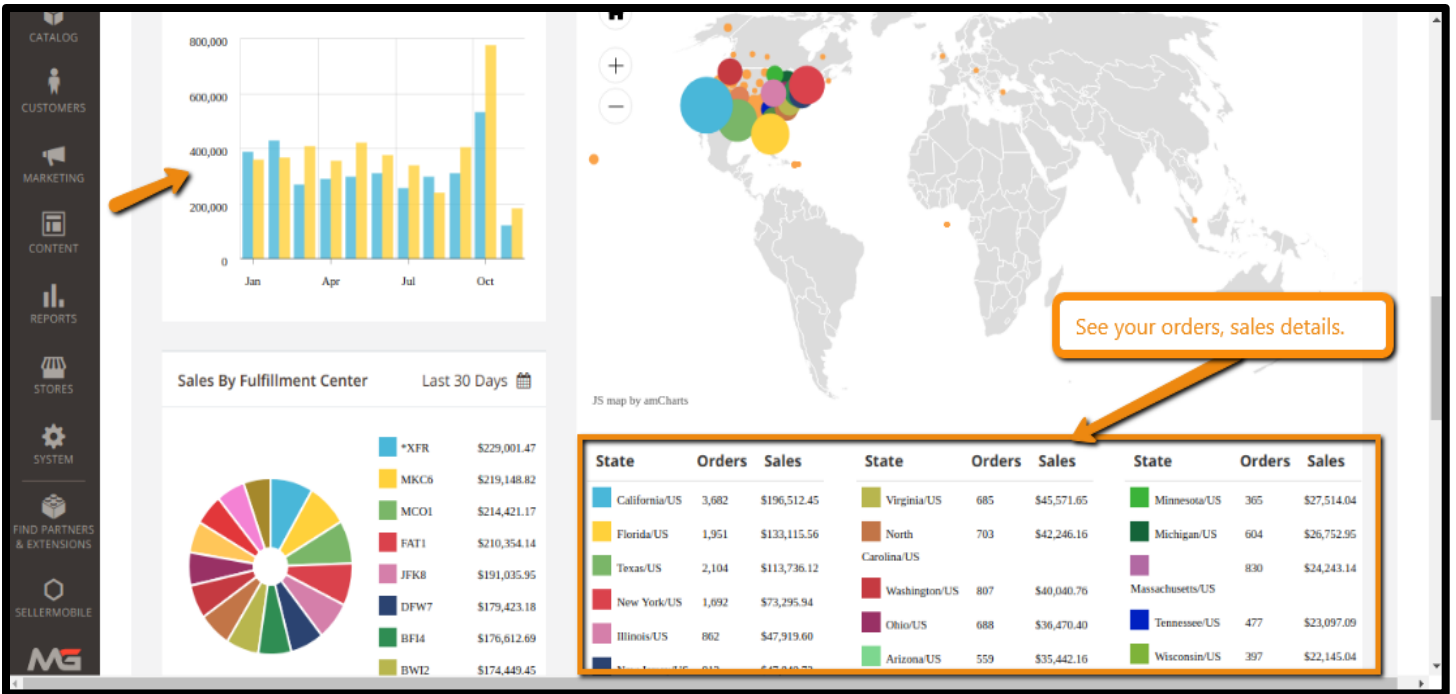 CATALOG
CUSTOMERS
MARKETING
CONTENT
REPORTS
STORES
SYSTEM
FIND PARTNERS
& EXTENSIONS
SELLERMOBILE
MG
800,000
600,000
400,000
200,000
0
Jan Apr Jul Oct
Sales By Fulfillment Center Last 30 Days
*XFR $229,001.47
MKC6 $219,148.82
MCO1 $214,421.17
FAT1 $210,354.14
JFK8 $191,035.95
DFW7 $179,423.18
BFI4 $176,612.69
BWI2 $174,449.45
+
−
See your orders, sales details.
JS map by amCharts
State Orders Sales
California/US 3,682 $196,512.45
Florida/US 1,951 $133,115.56
Texas/US 2,104 $113,736.12
New York/US 1,692 $73,295.94
Illinois/US 862 $47,919.60
State Orders Sales
Virginia/US 685 $45,571.65
North 703 $42,246.16
Carolina/US
Washington/US 807 $40,040.76
Ohio/US 688 $36,470.40
Arizona/US 559 $35,442.16
State Orders Sales
Minnesota/US 365 $27,514.04
Michigan/US 604 $26,752.95
830 $24,243.14
Massachusetts/US
Tennessee/US 477 $23,097.09
Wisconsin/US 397 $22,145.04